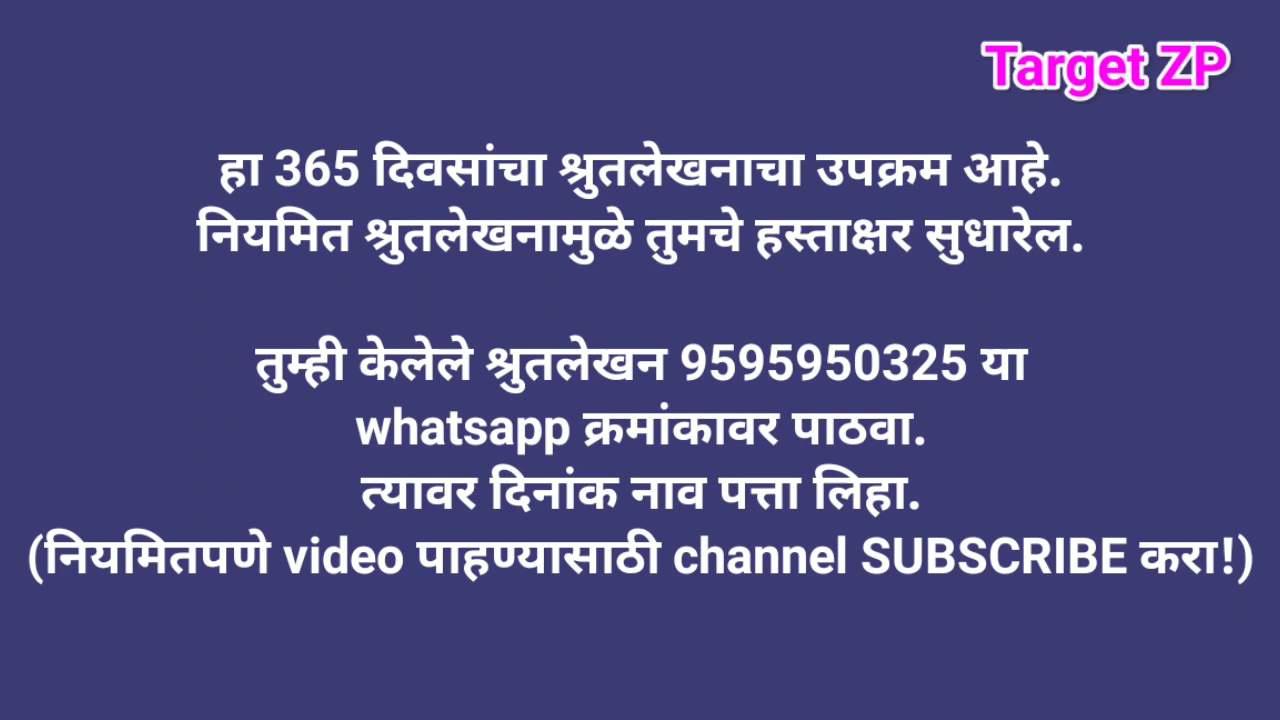 Target ZP
हा 365 दिवसांचा श्रुतलेखनाचा उपक्रम आहे.
नियमित श्रुतलेखनामुळे तुमचे हस्ताक्षर सुधारेल.
तुम्ही केलेले श्रुतलेखन 9595950325 या
whatsapp क्रमांकावर पाठवा.
त्यावर दिनांक नाव पत्ता लिहा.
(नियमितपणे video पाहण्यासाठी channel SUBSCRIBE करा!)